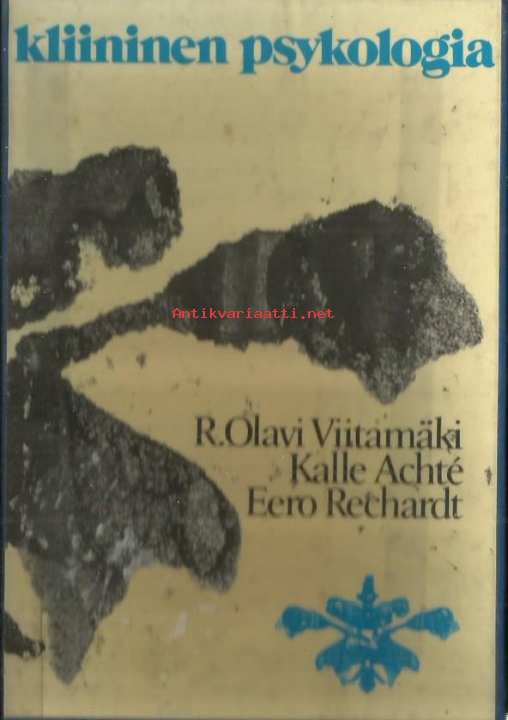 kliininen psykologia
Antikvariaatti.net
R.Olavi Viitamäki
Kalle Achté
Eero Rechardt